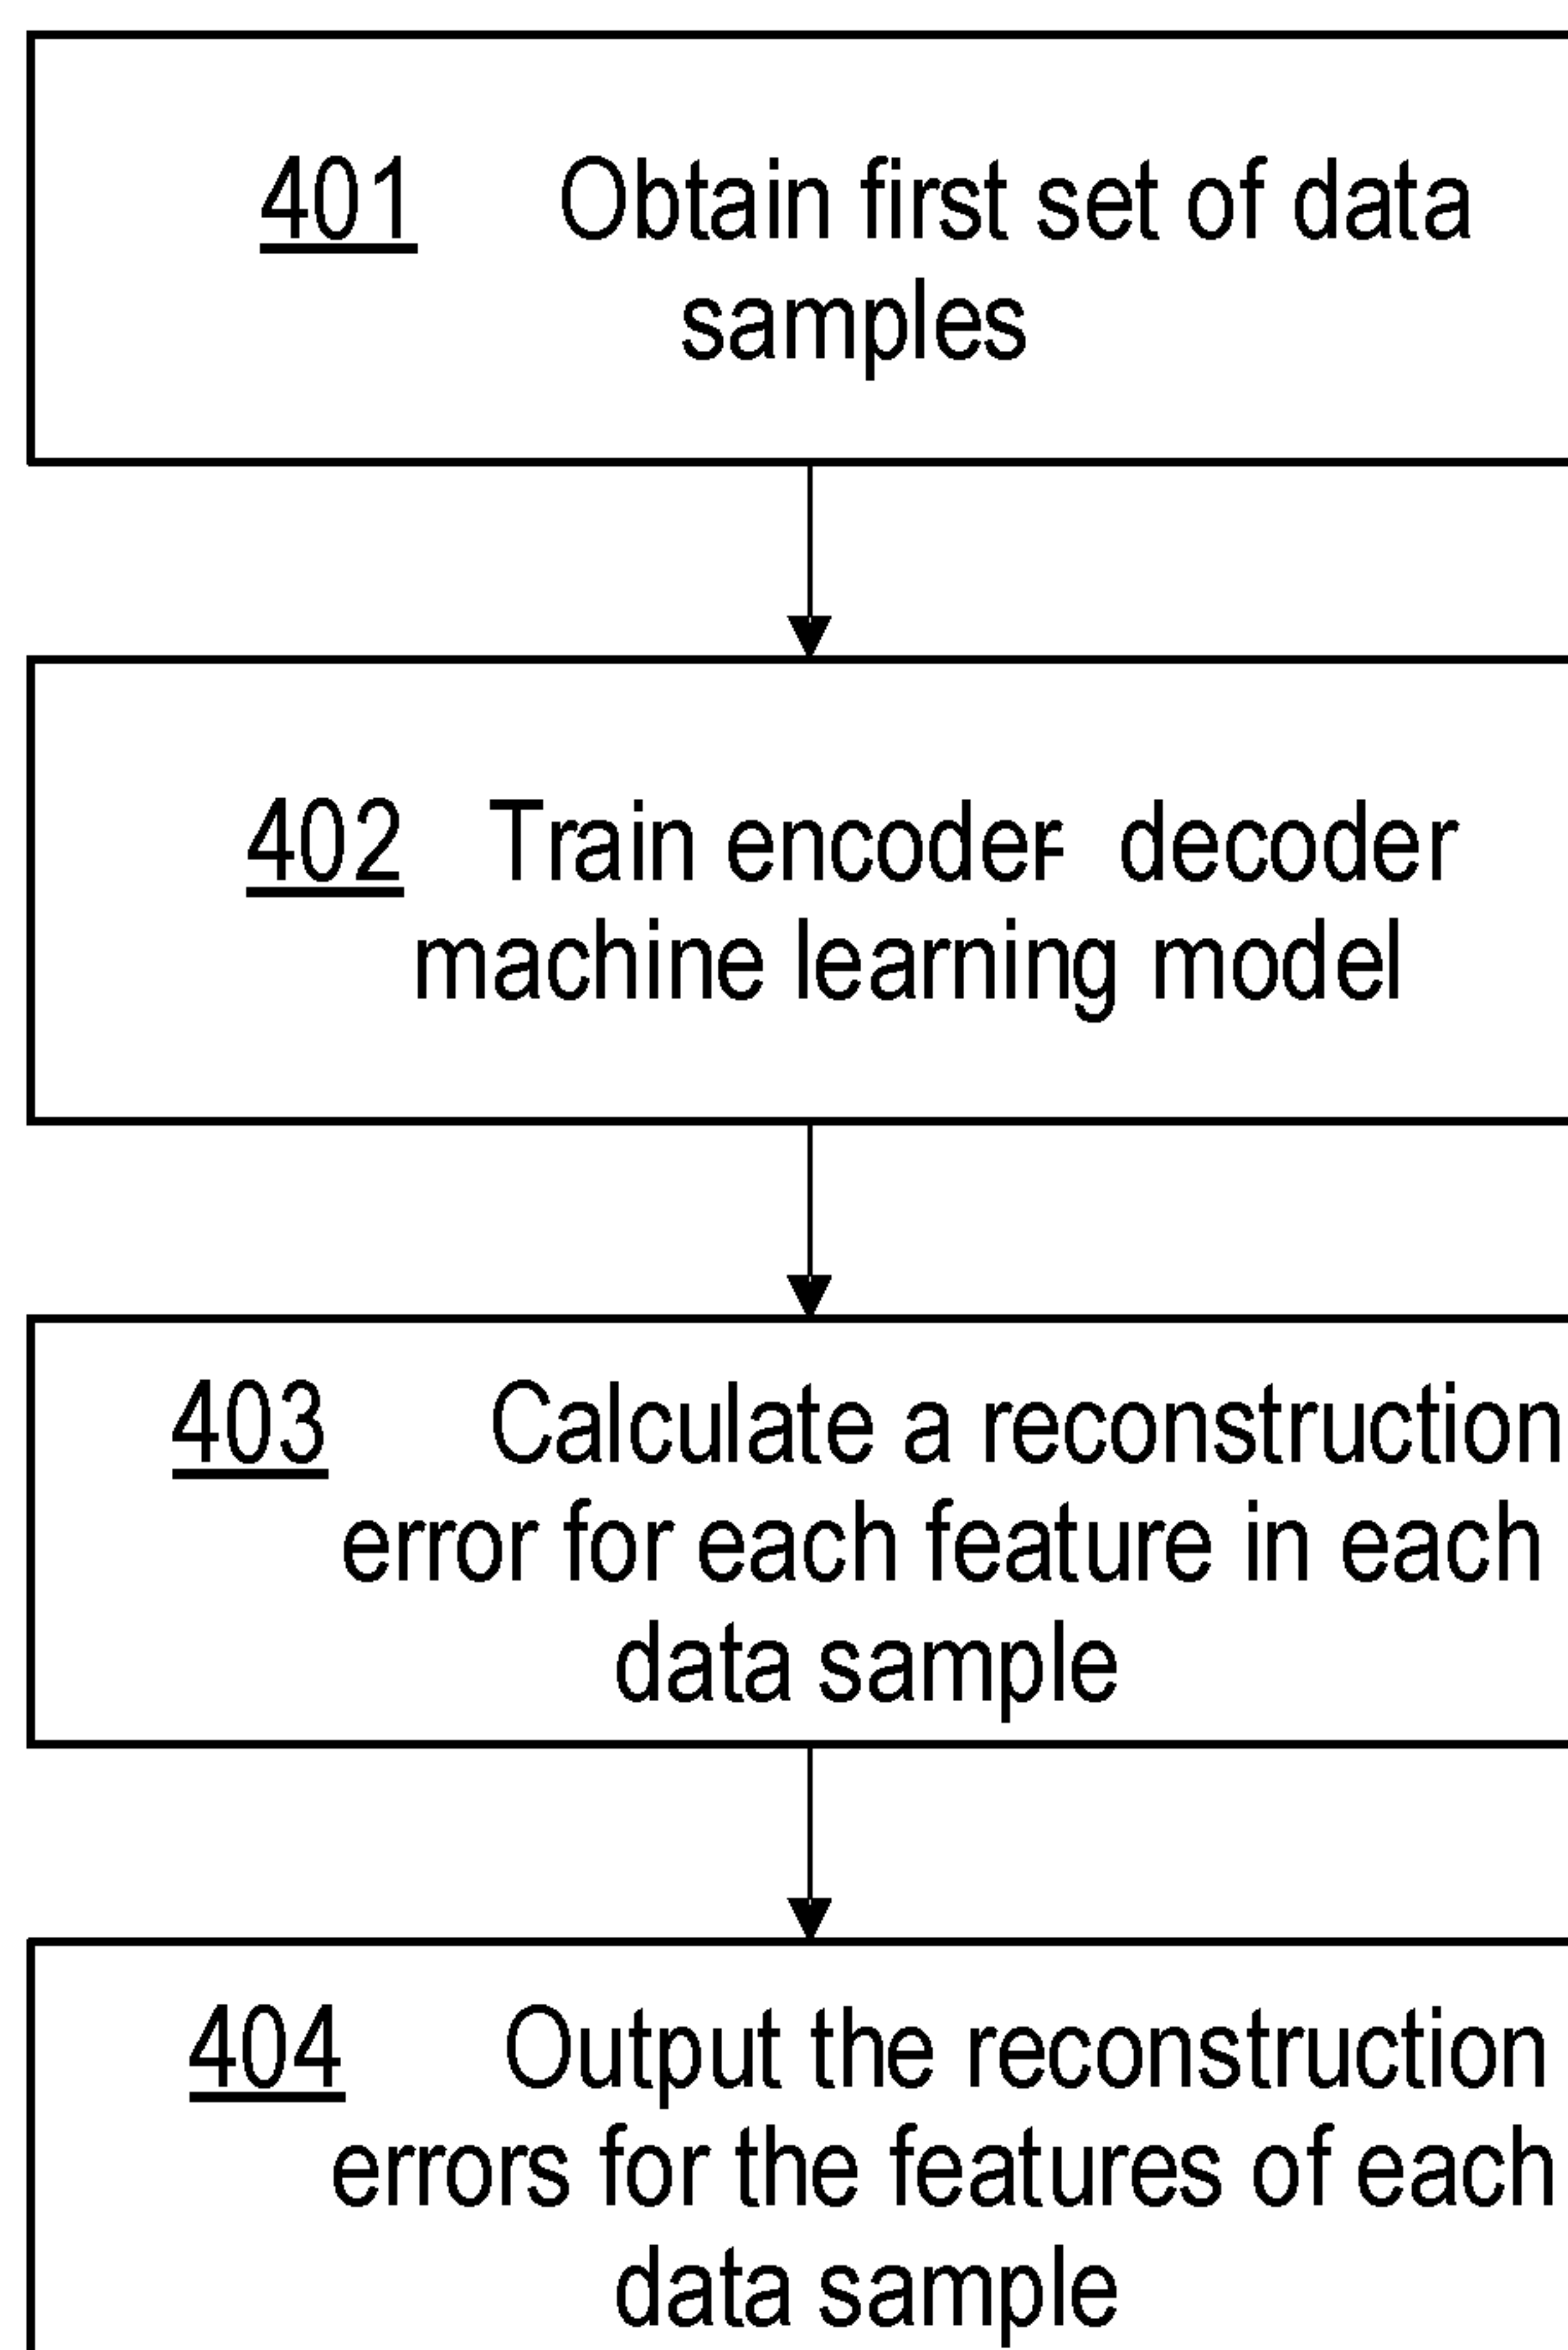 401 Obtain first set of data
samples
402 Train encoder- decoder
machine learning model
403 Calculate a reconstruction
error for each feature in each
data sample
404 Output the reconstruction
errors for the features of each
data sample